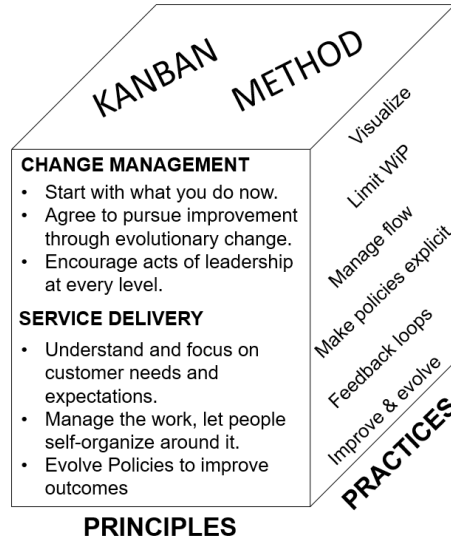 KANBAN METHOD
CHANGE MANAGEMENT
• Start with what you do now.
• Agree to pursue improvement
through evolutionary change.
• Encourage acts of leadership
at every level.
SERVICE DELIVERY
• Understand and focus on
customer needs and
expectations.
• Manage the work, let people
self-organize around it.
• Evolve Policies to improve
outcomes
PRINCIPLES
Visualize
Limit WiP
Manage flow
Make policies explicit
Feedback loops
Improve & evolve
PRACTICES